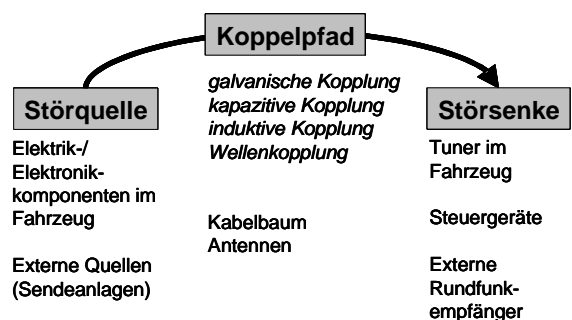 Koppelpfad
galvanische Kopplung
kapazitive Kopplung
induktive Kopplung
Wellenkopplung
Kabelbaum
Antennen
Störquelle
Elektrik-/
Elektronik-
komponenten im
Fahrzeug
Externe Quellen
(Sendeanlagen)
Störsenke
Tuner im
Fahrzeug
Steuergeräte
Externe
Rundfunk-
empfänger